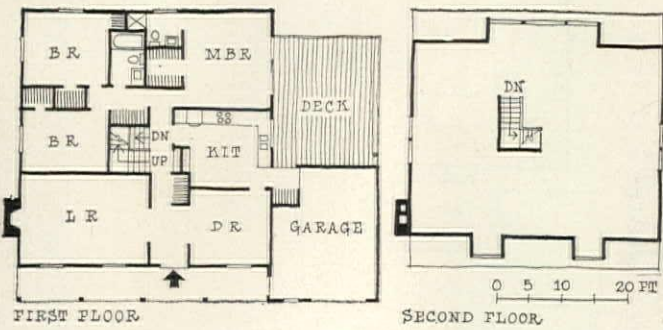 BR
MBR
DECK
BR
DN
UP
KIT
LR
DR
GARAGE
FIRST FLOOR
DN
0 5 10 20 FT
SECOND FLOOR